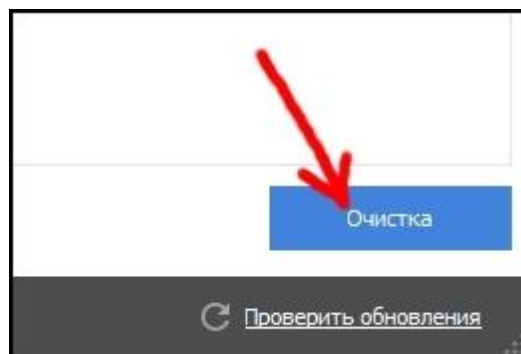 Очистка
Проверить обновления